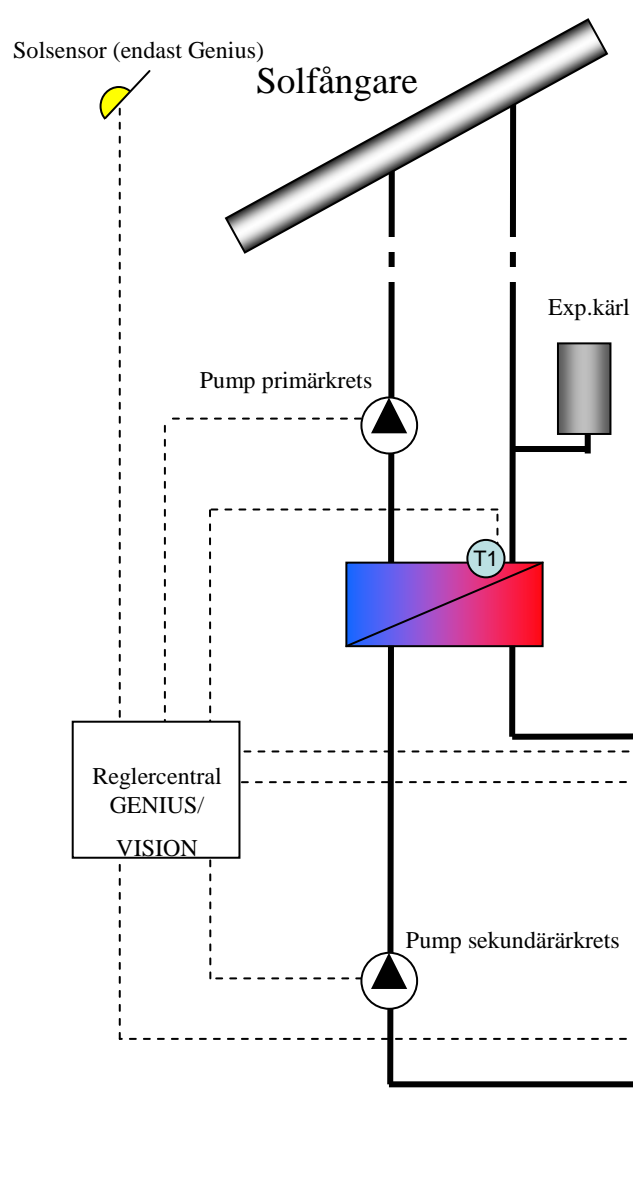 Solsensor (endast Genius)
Solfångare
Exp.kärl
Pump primärkrets
T1
Reglercentral
GENIUS/
VISION
Pump sekundärärkrets